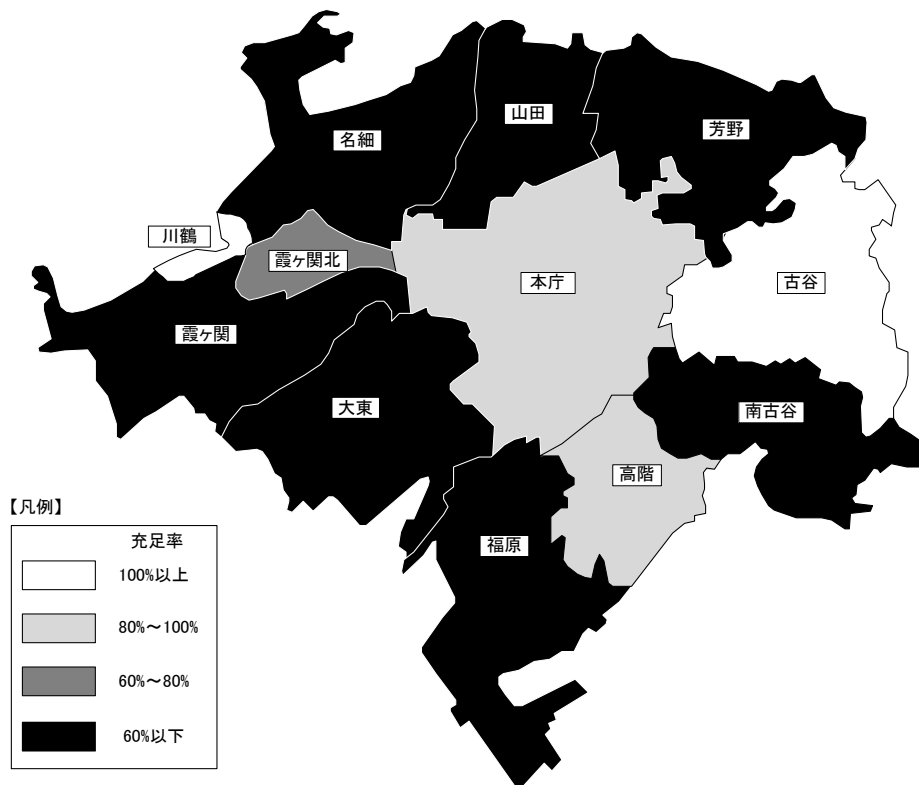 山田
芳野
名細
川鶴
霞ヶ関北
本庁
古谷
霞ヶ関
大東
南古谷
高階
福原
【凡例】
充足率
100%以上
80%～100%
60%～80%
60%以下